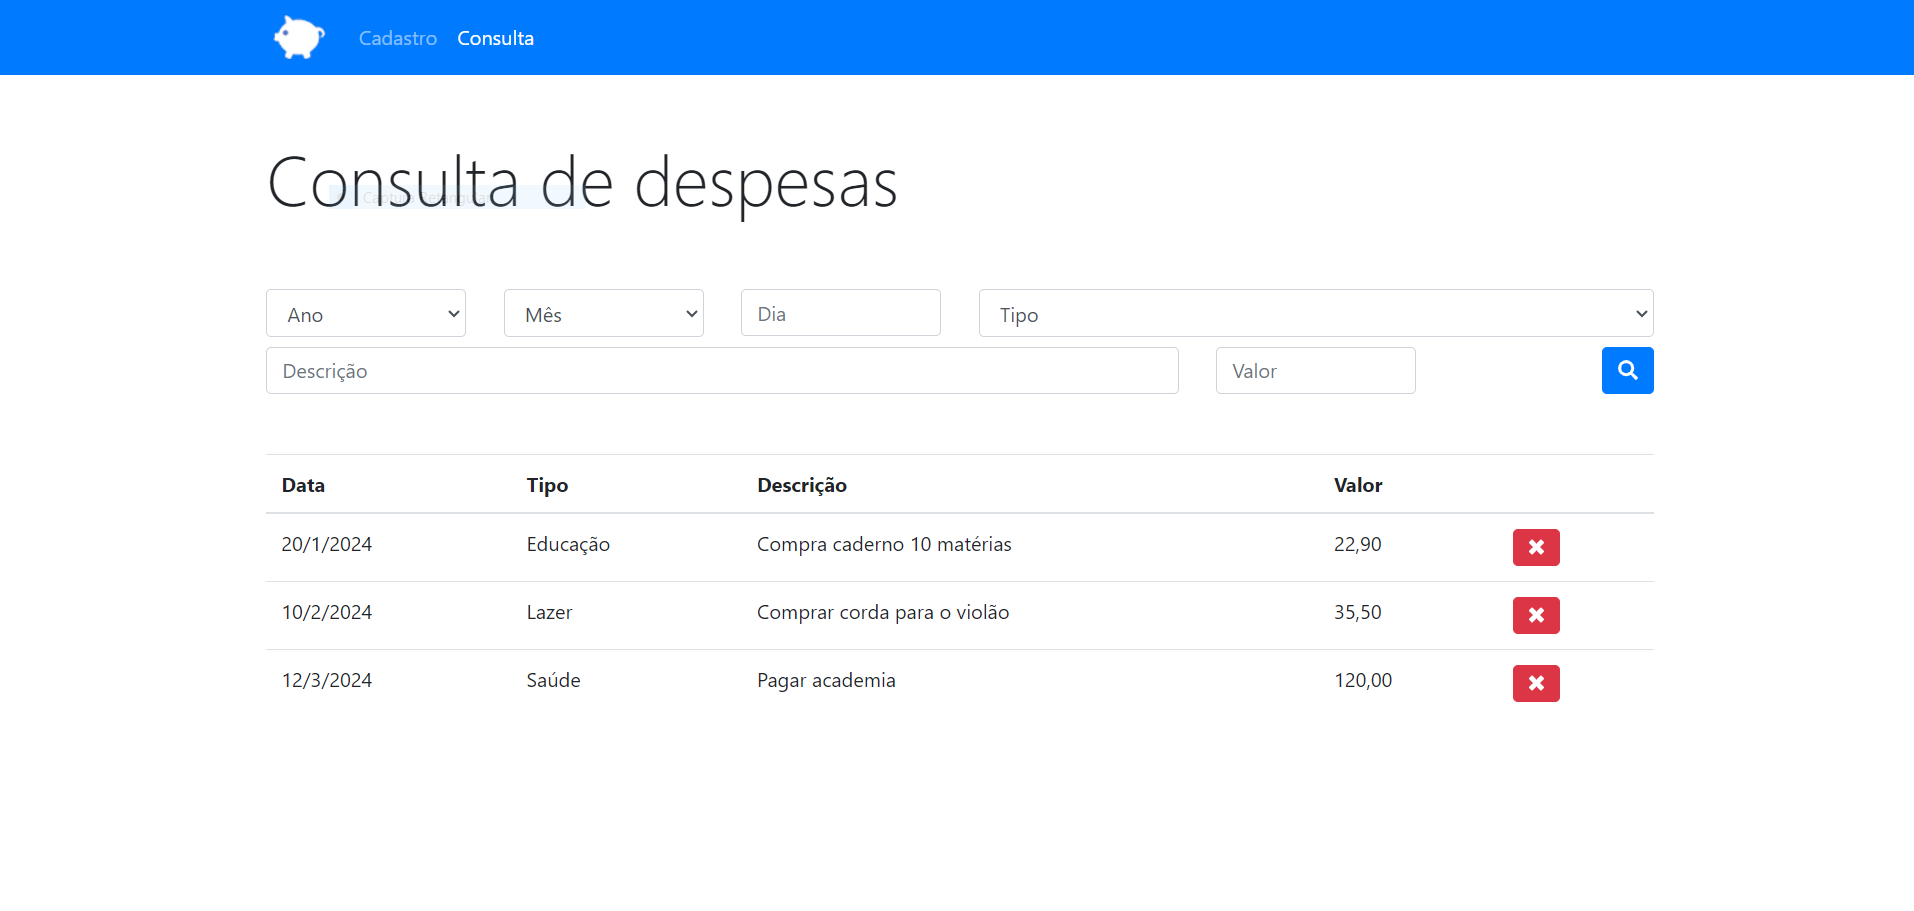 Cadastro Consulta
Consulta de despesas
Ano Mês Dia Tipo
Descrição Valor
Data Tipo Descrição Valor
20/1/2024 Educação Compra caderno 10 matérias 22,90
10/2/2024 Lazer Comprar corda para o violão 35,50
12/3/2024 Saúde Pagar academia 120,00